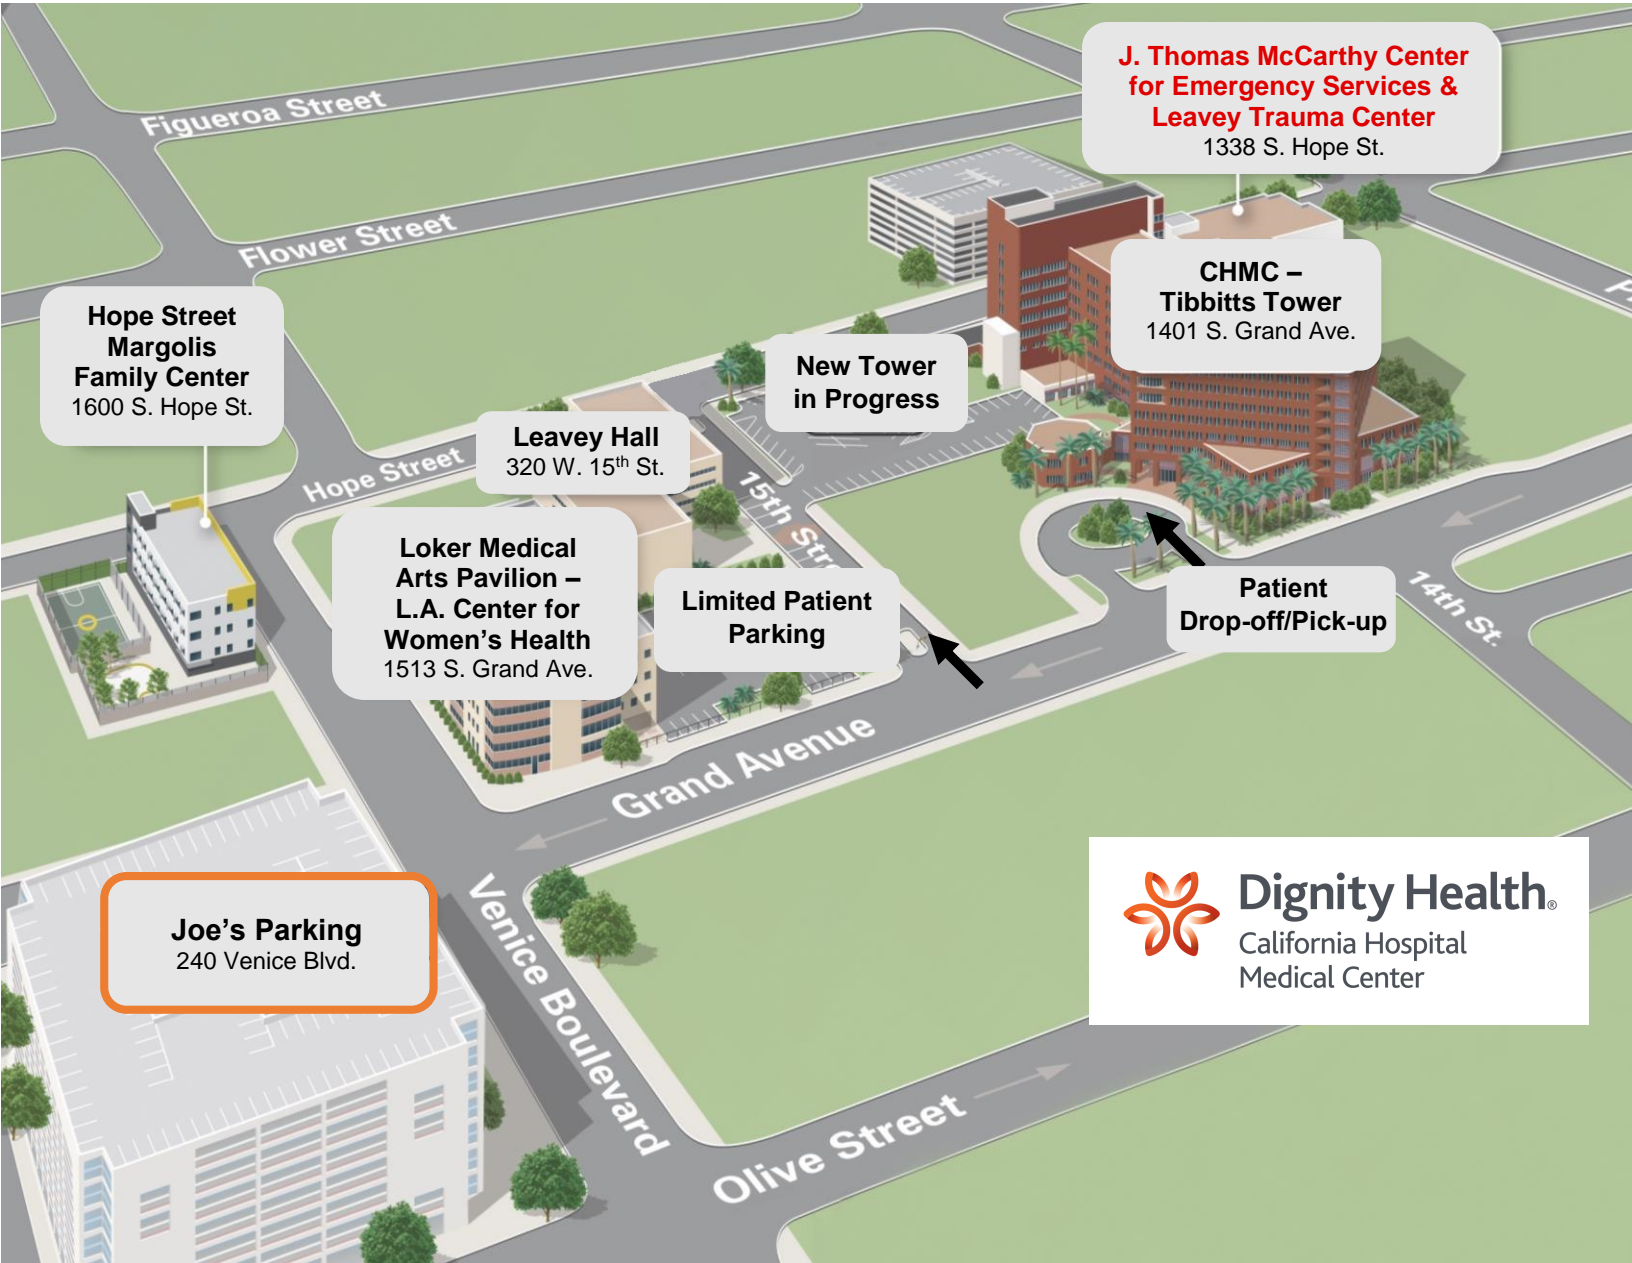 Figueroa Street
J. Thomas McCarthy Center
for Emergency Services &
Leavey Trauma Center
1338 S. Hope St.
Flower Street
CHMC –
Tibbitts Tower
1401 S. Grand Ave.
Hope Street
Margolis
Family Center
1600 S. Hope St.
New Tower
in Progress
Leavey Hall
320 W. 15th St.
Hope Street
15th Stre
Loker Medical
Arts Pavilion –
L.A. Center for
Women's Health
1513 S. Grand Ave.
Limited Patient
Parking
Patient
Drop-off/Pick-up
14th St.
Grand Avenue
Joe's Parking
240 Venice Blvd.
Venice Boulevard
Dignity Health®
California Hospital
Medical Center
Olive Street